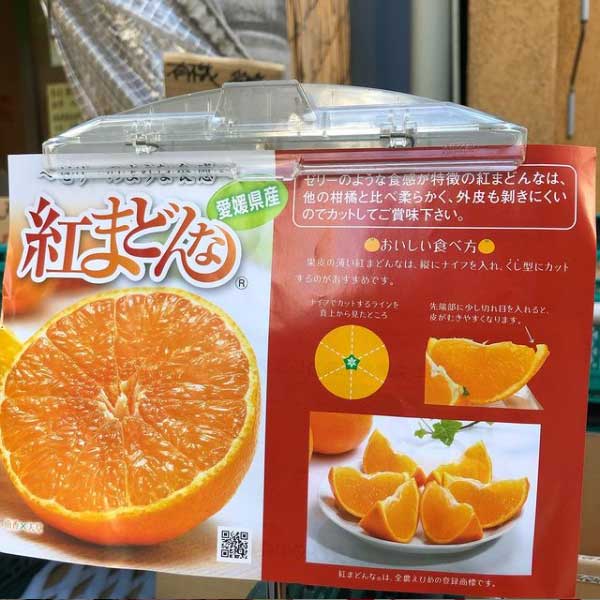 有機
～ゼリーのような食感～
愛媛県産
紅まどんな
®
ゼリーのような食感が特徴の紅まどんなは、
他の柑橘と比べ柔らかく、外皮も剝きにくい
のでカットしてご賞味下さい。
おいしい食べ方
果皮の薄い紅まどんなは、縦にナイフを入れ、くし型にカット
するのがおすすめです。
ナイフでカットするラインを
真上から見たところ
先端部に少し切れ目を入れると、
皮がむきやすくなります。
紅まどんな®は、全農えひめの登録商標です。